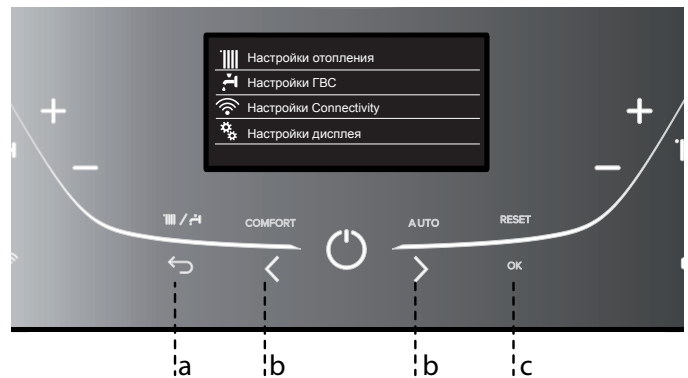 Настройки отопления
Настройки ГВС
Настройки Connectivity
Настройки дисплея
COMFORT
AUTO
RESET
OK
a
b
b
c